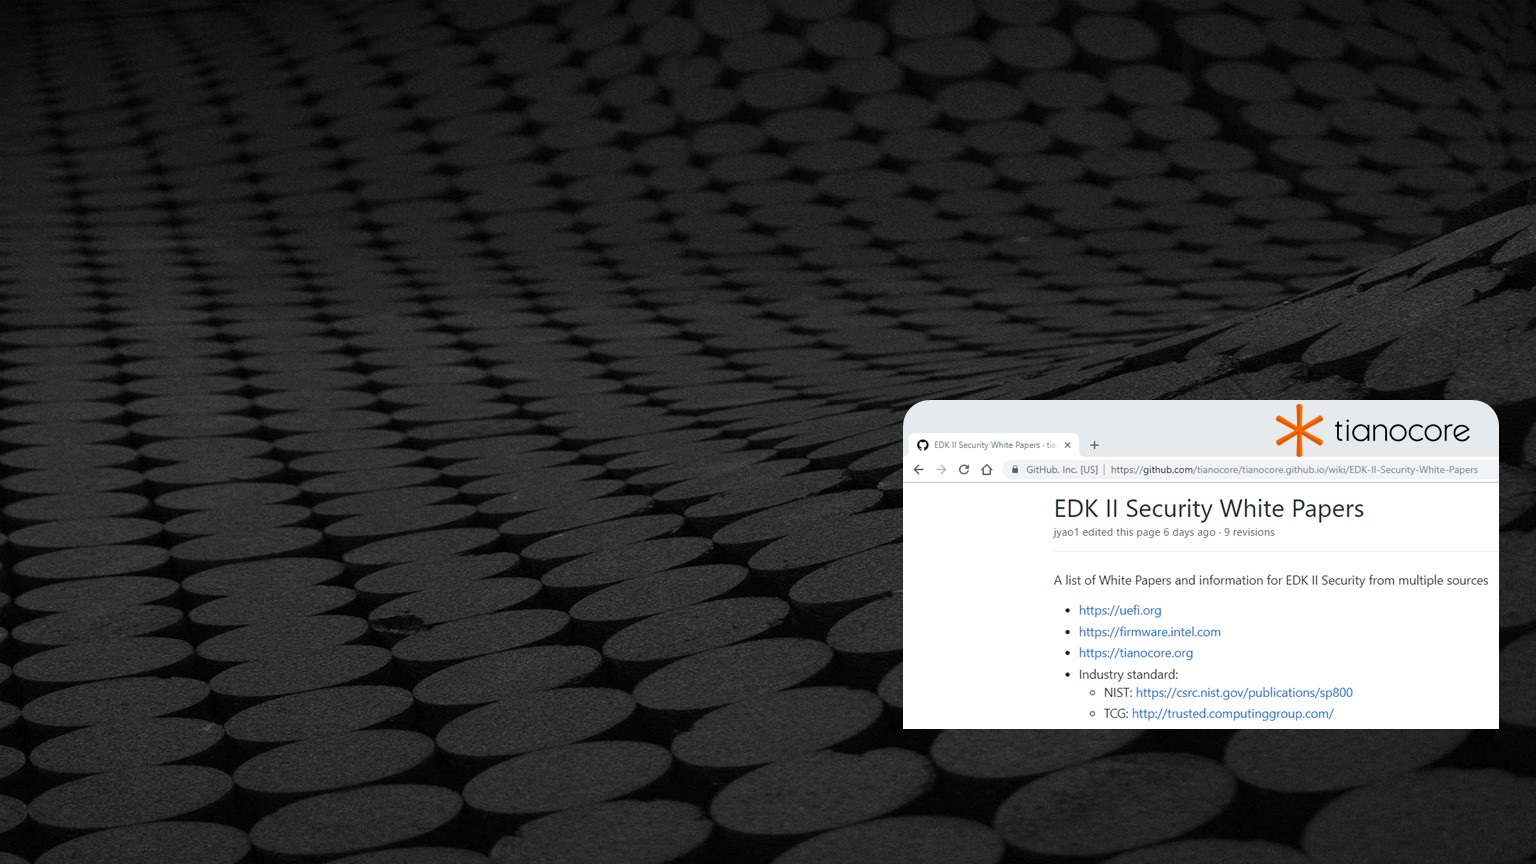 tianocore
EDK II Security White Papers - tia
GitHub, Inc. [US] | https://github.com/tianocore/tianocore.github.io/wiki/EDK-II-Security-White-Papers
EDK II Security White Papers
jyao1 edited this page 6 days ago · 9 revisions
A list of White Papers and information for EDK II Security from multiple sources
• https://uefi.org
• https://firmware.intel.com
• https://tianocore.org
• Industry standard:
◦ NIST: https://csrc.nist.gov/publications/sp800
◦ TCG: http://trusted.computinggroup.com/